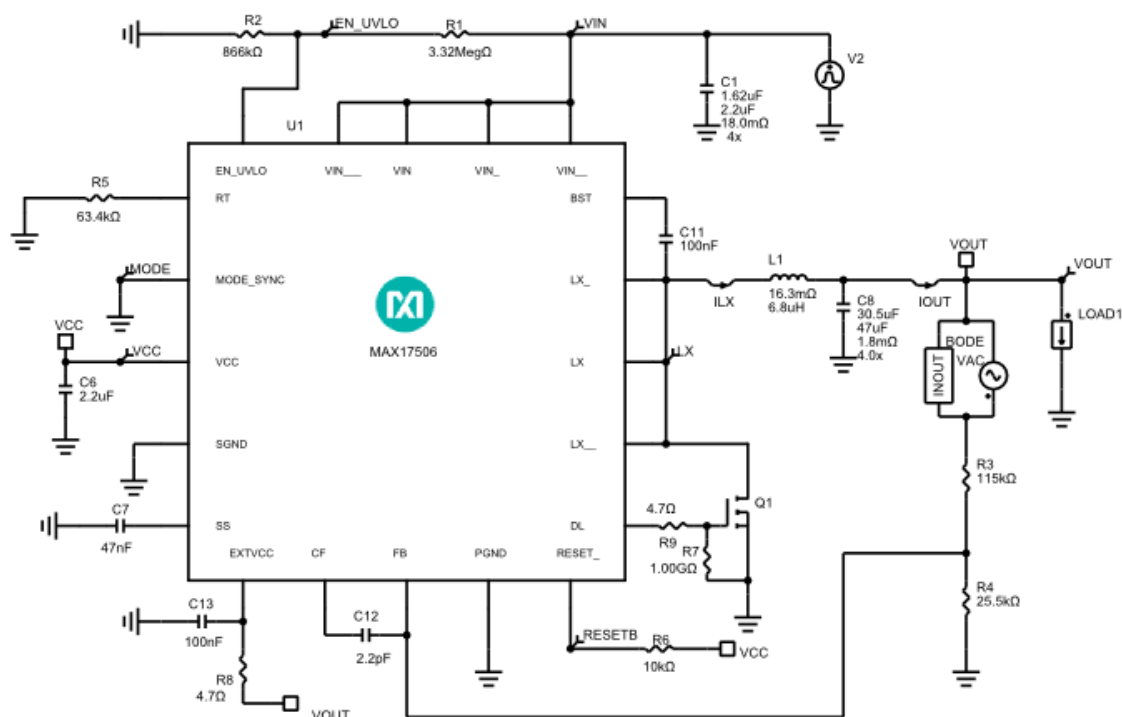 R2
EN_UVLO
R1
VIN
866kΩ
3.32MegΩ
V2
C1
1.62uF
2.2uF
18.0mΩ
4x
U1
EN_UVLO
VIN___
VIN
VIN_
VIN__
R5
63.4kΩ
RT
BST
C11
100nF
MODE
MODE_SYNC
LX_
ILX
L1
16.3mΩ
6.8uH
C8
30.5uF
47uF
1.8mΩ
4.0x
IOUT
VOUT
VOUT
LOAD1
BODE
VAC
INOUT
MAX17506
VCC
VCC
VCC
C6
2.2uF
LX
LX
SGND
LX__
R3
115kΩ
C7
47nF
SS
DL
4.7Ω
R9
R7
1.00GΩ
Q1
EXTVCC
CF
FB
PGND
RESET_
R4
25.5kΩ
C13
100nF
C12
2.2pF
RESETB
R6
10kΩ
VCC
R8
4.7Ω
VOUT